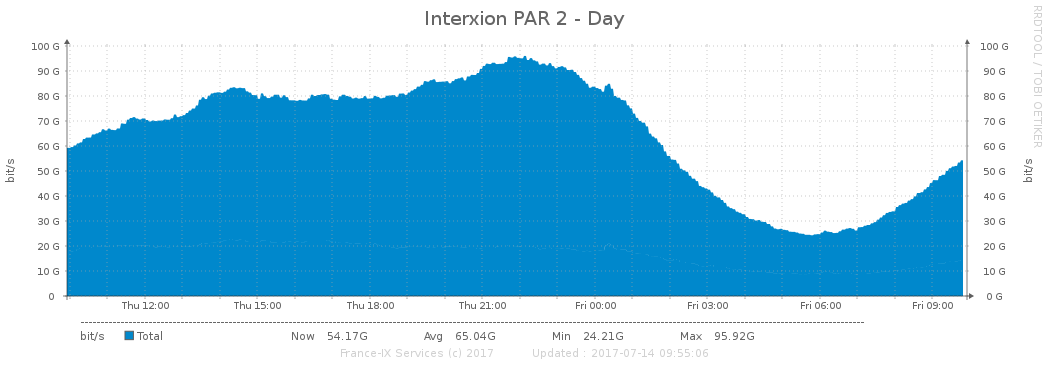 Interxion PAR 2 - Day
RRDTOOL / TOBI OETIKER
100 G 100 G
90 G 90 G
80 G 80 G
70 G 70 G
60 G 60 G
50 G 50 G
40 G 40 G
30 G 30 G
20 G 20 G
10 G 10 G
0 0 G
bit/s bit/s
Thu 12:00 Thu 15:00 Thu 18:00 Thu 21:00 Fri 00:00 Fri 03:00 Fri 06:00 Fri 09:00
bit/s Total Now 54.17G Avg 65.04G Min 24.21G Max 95.92G
France-IX Services (c) 2017 Updated : 2017-07-14 09:55:06